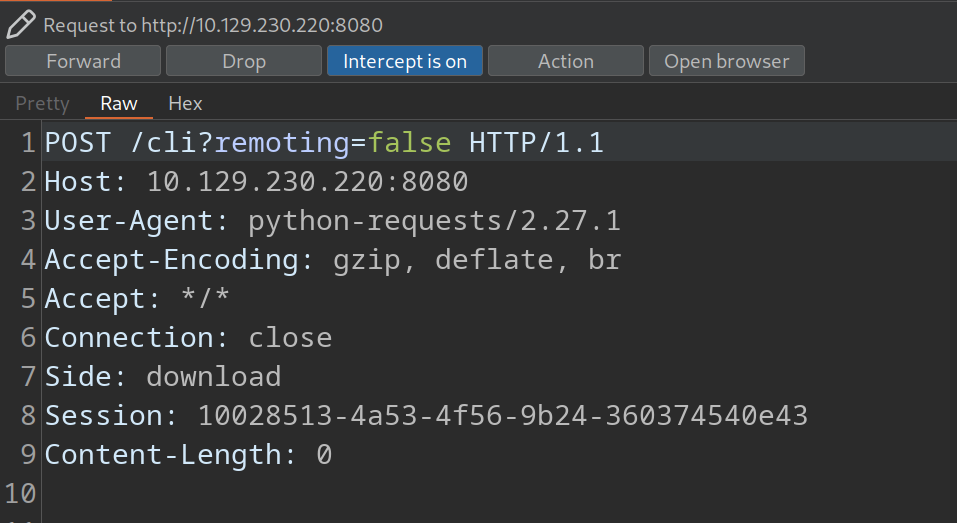 Request to http://10.129.230.220:8080
Forward Drop Intercept is on Action Open browser
Pretty Raw Hex
1 POST /cli?remoting=false HTTP/1.1
2 Host: 10.129.230.220:8080
3 User-Agent: python-requests/2.27.1
4 Accept-Encoding: gzip, deflate, br
5 Accept: */*
6 Connection: close
7 Side: download
8 Session: 10028513-4a53-4f56-9b24-360374540e43
9 Content-Length: 0
10